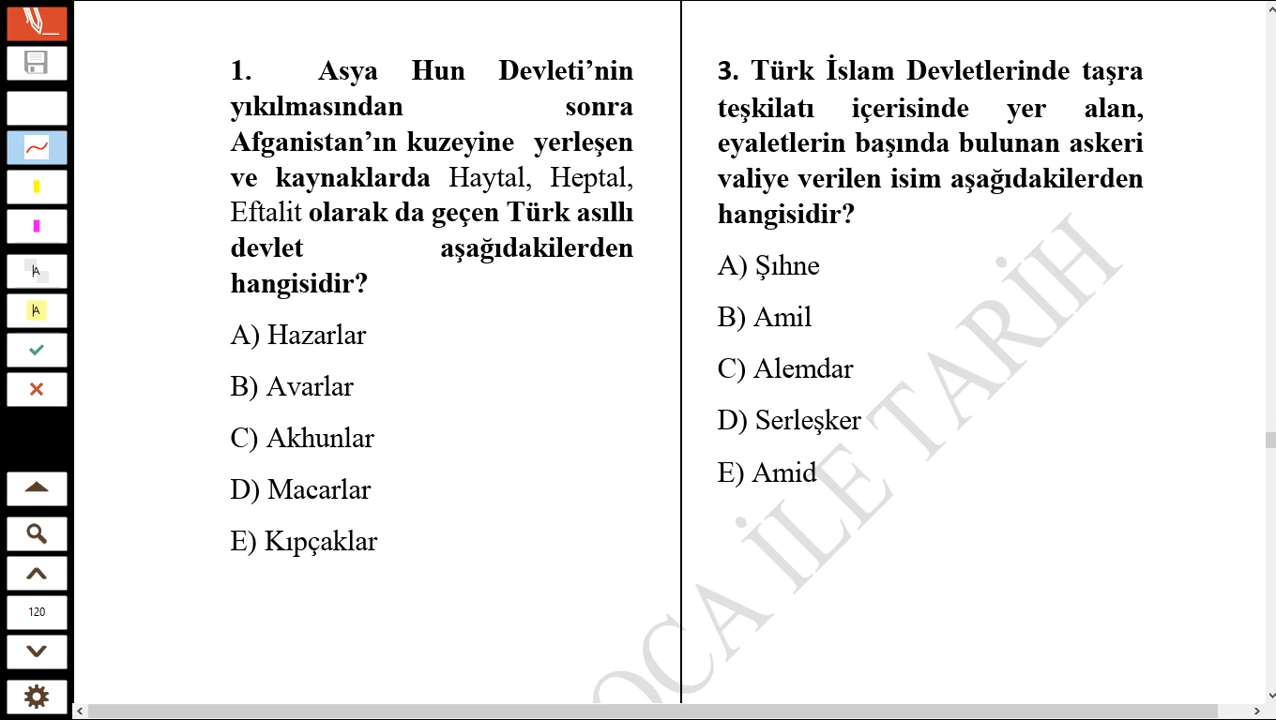 1. Asya Hun Devleti’nin
yıkılmasından sonra
Afganistan’ın kuzeyine yerleşen
ve kaynaklarda Haytal, Heptal,
Eftalit olarak da geçen Türk asıllı
devlet aşağıdakilerden
hangisidir?
A) Hazarlar
B) Avarlar
C) Akhunlar
D) Macarlar
E) Kıpçaklar
3. Türk İslam Devletlerinde taşra
teşkilatı içerisinde yer alan,
eyaletlerin başında bulunan askeri
valiye verilen isim aşağıdakilerden
hangisidir?
A) Şıhne
B) Amil
C) Alemdar
D) Serleşker
E) Amid
OCA İLE TARİH
A
A
120